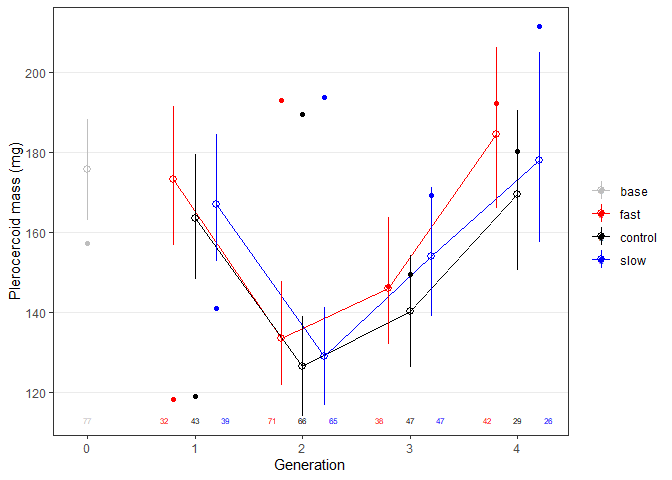 Plerocercoid mass (mg)
200
180
160
140
120
77 32 43 39 71 66 65 38 47 47 42 29 26
0 1 2 3 4
Generation
base
fast
control
slow